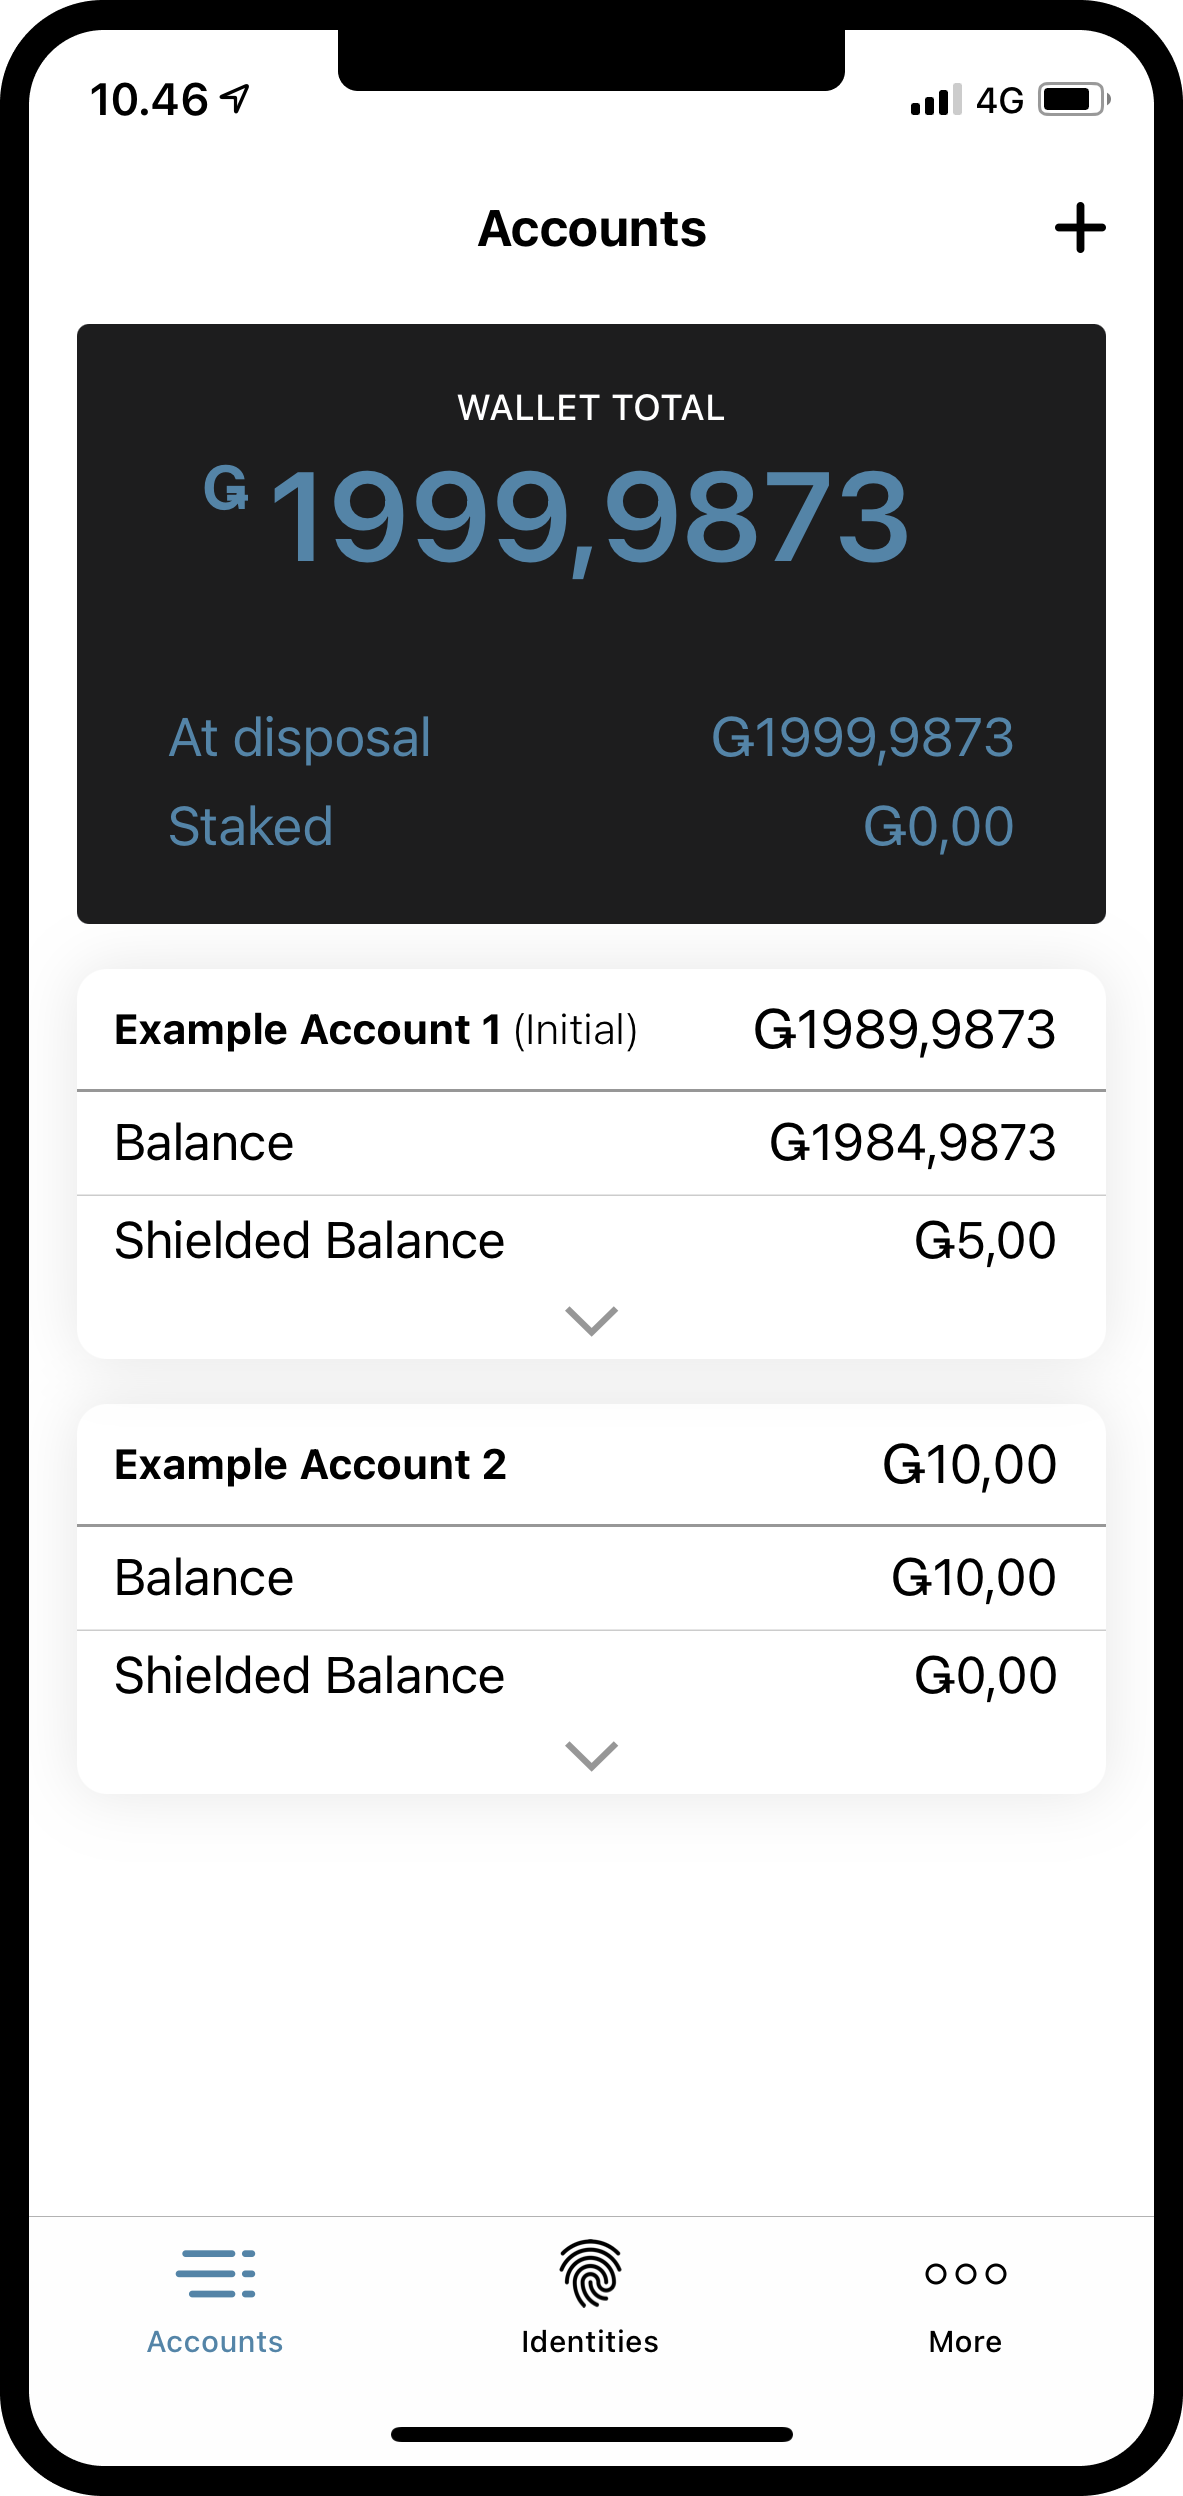 10.46 4G
Accounts
WALLET TOTAL
Ǥ 1999,9873
At disposal Ǥ1999,9873
Staked Ǥ0,00
Example Account 1 (Initial) Ǥ1989,9873
Balance Ǥ1984,9873
Shielded Balance Ǥ5,00
Example Account 2 Ǥ10,00
Balance Ǥ10,00
Shielded Balance Ǥ0,00
Accounts Identities More